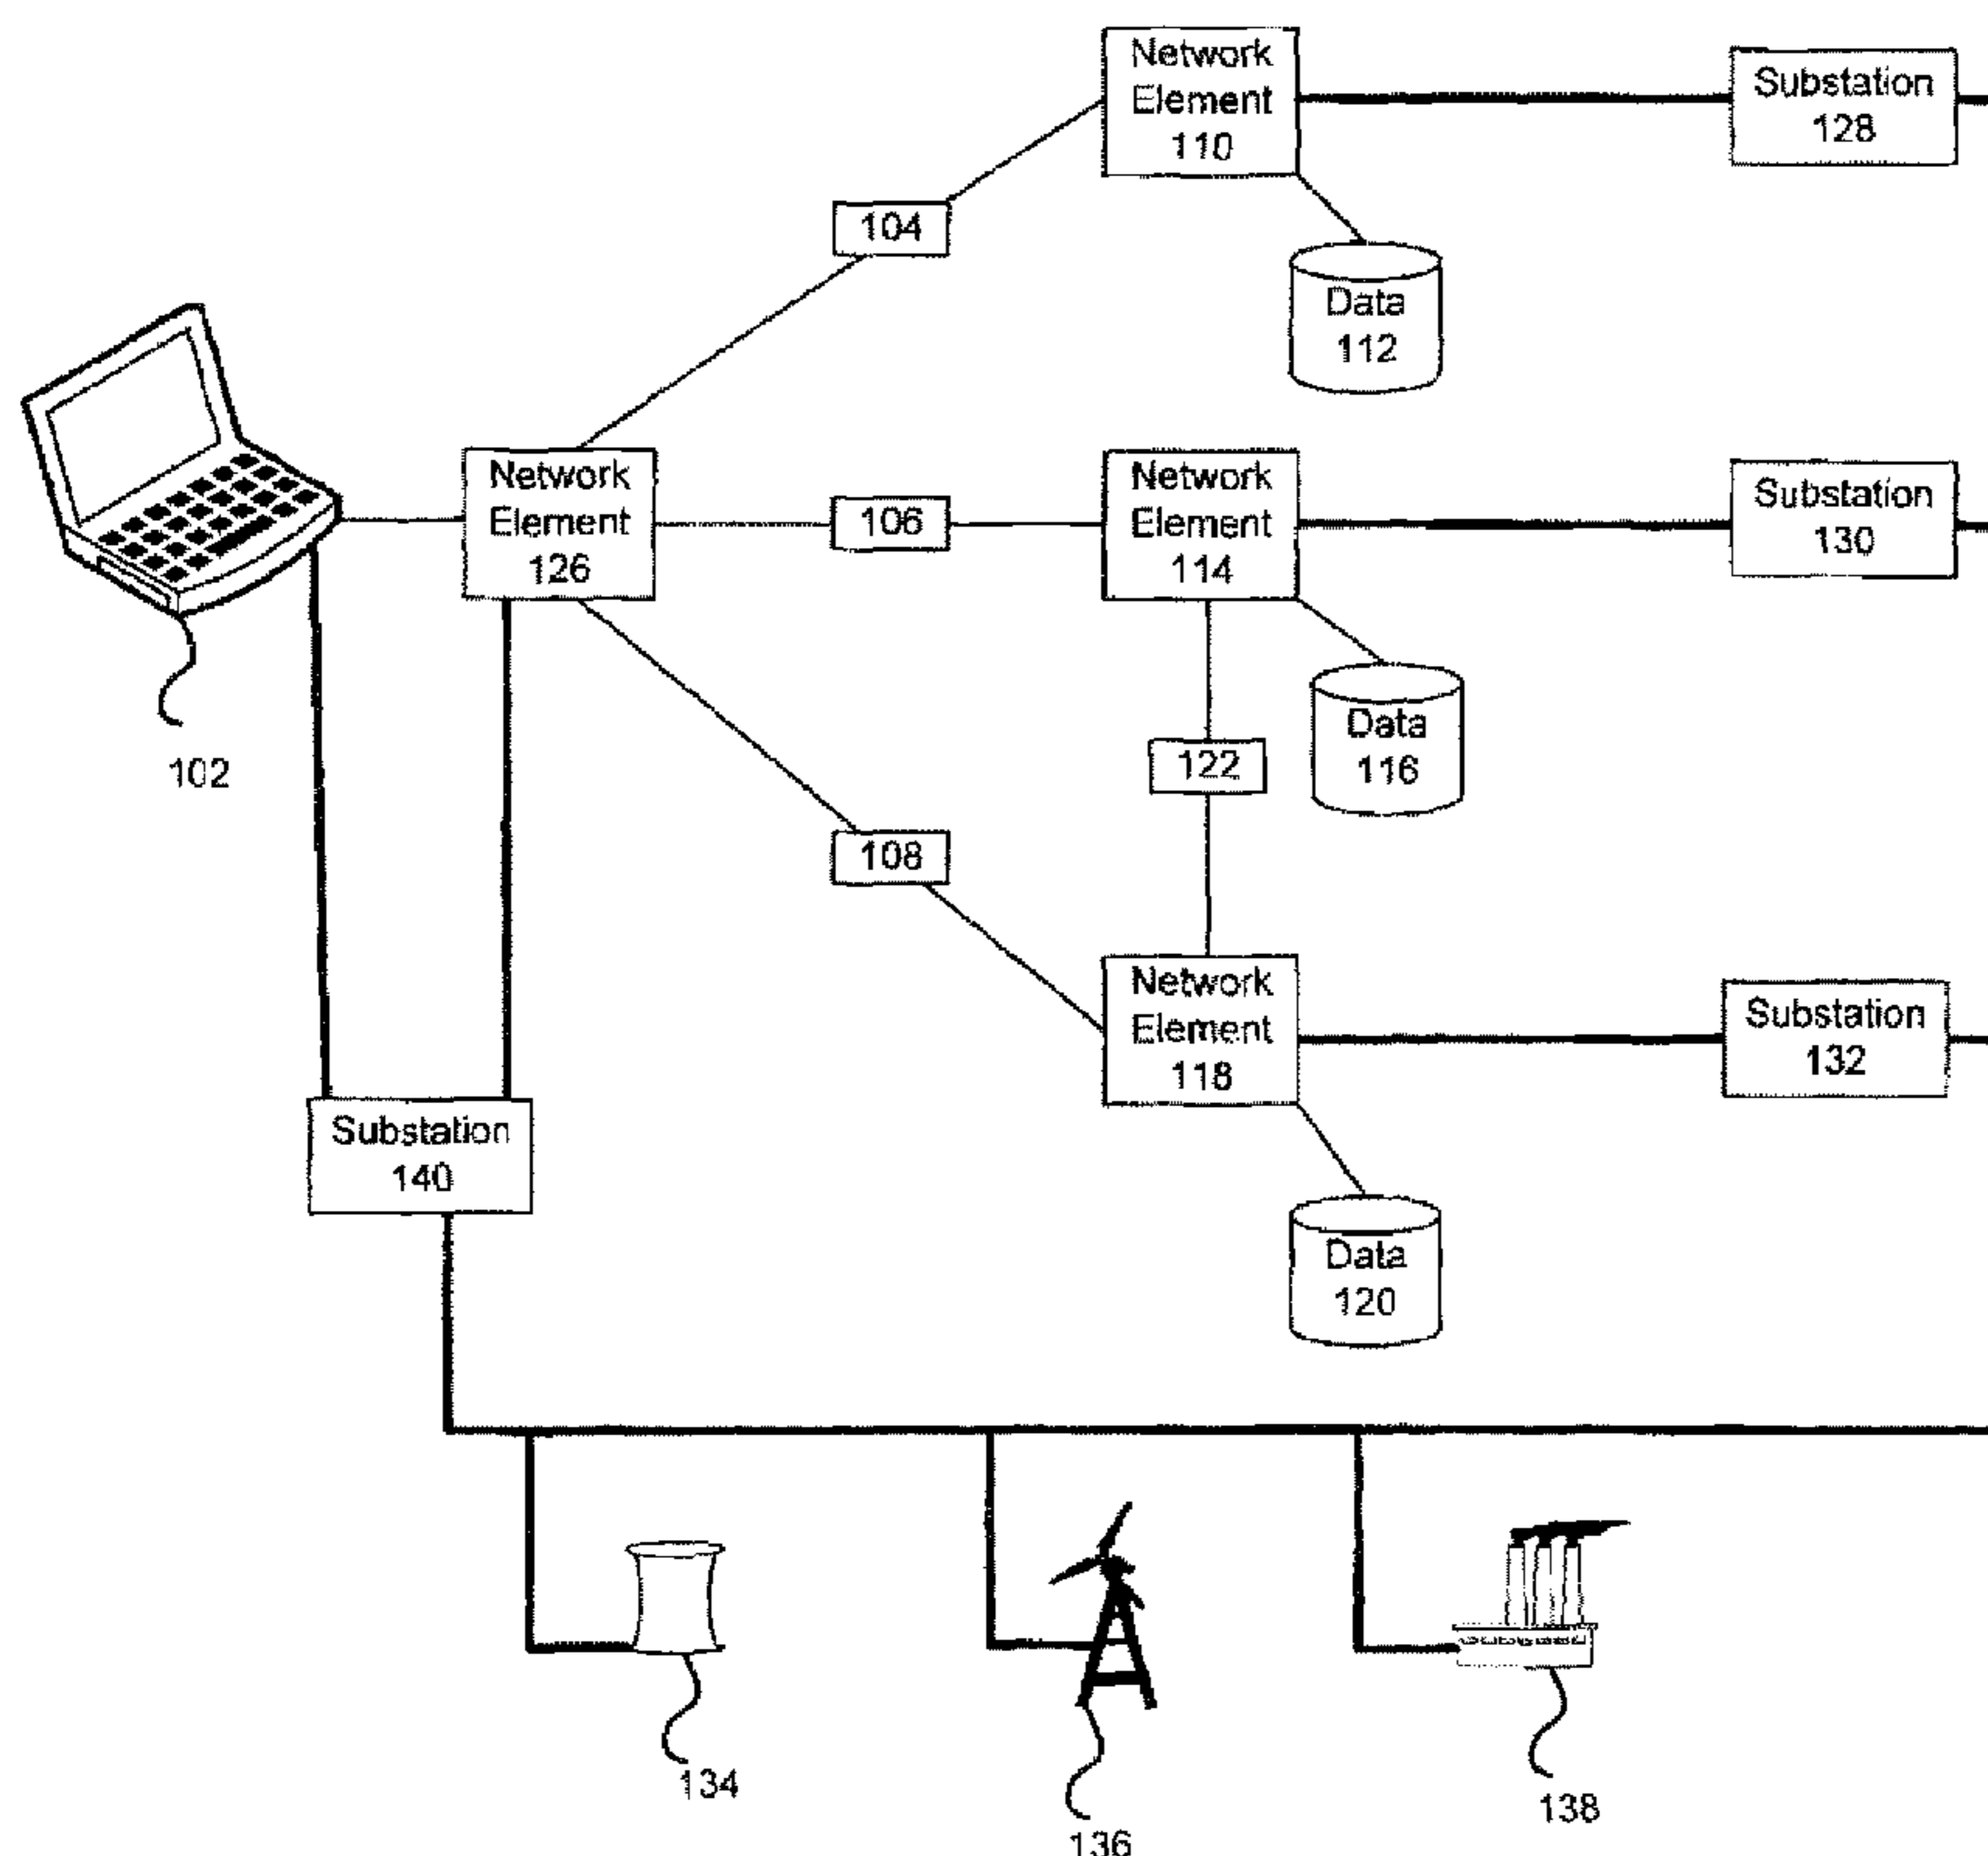 Network
Element
110
Substation
128
104
Data
112
Network
Element
126
106
Network
Element
114
Substation
130
102
122
Data
116
108
Network
Element
118
Substation
132
Substation
140
Data
120
134
136
138